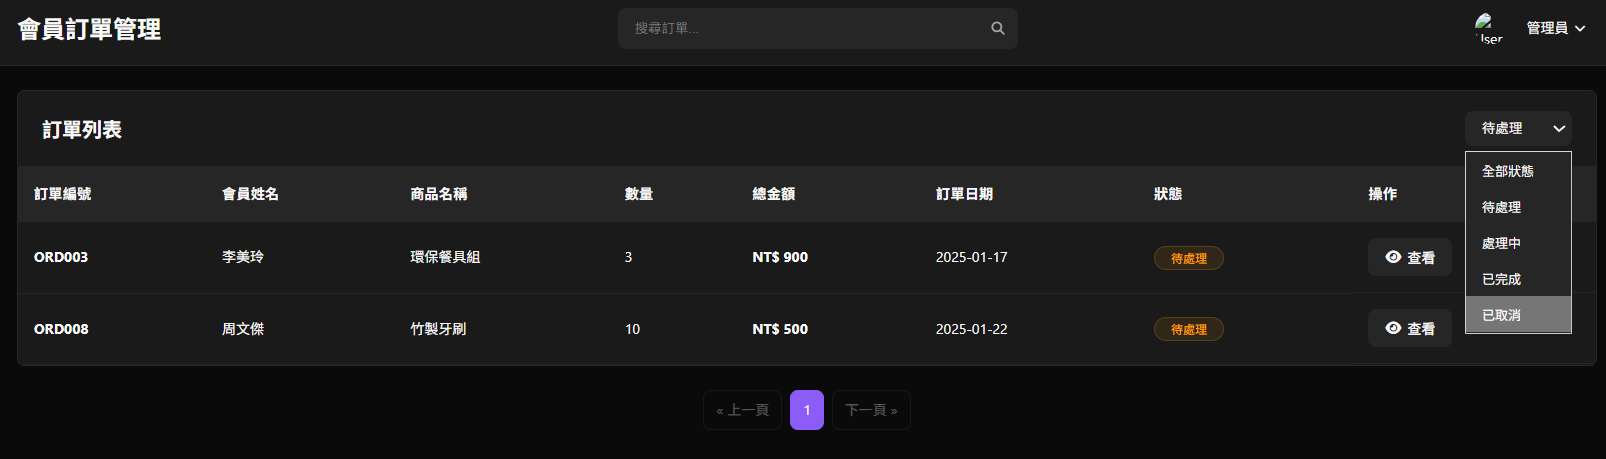 會員訂單管理
搜尋訂單...
User
管理員
訂單列表
待處理
全部狀態
待處理
處理中
已完成
已取消
訂單編號 會員姓名 商品名稱 數量 總金額 訂單日期 狀態 操作
ORD003 李美玲 環保餐具組 3 NT$ 900 2025-01-17 待處理 查看
ORD008 周文傑 竹製牙刷 10 NT$ 500 2025-01-22 待處理 查看
« 上一頁 1 下一頁 »